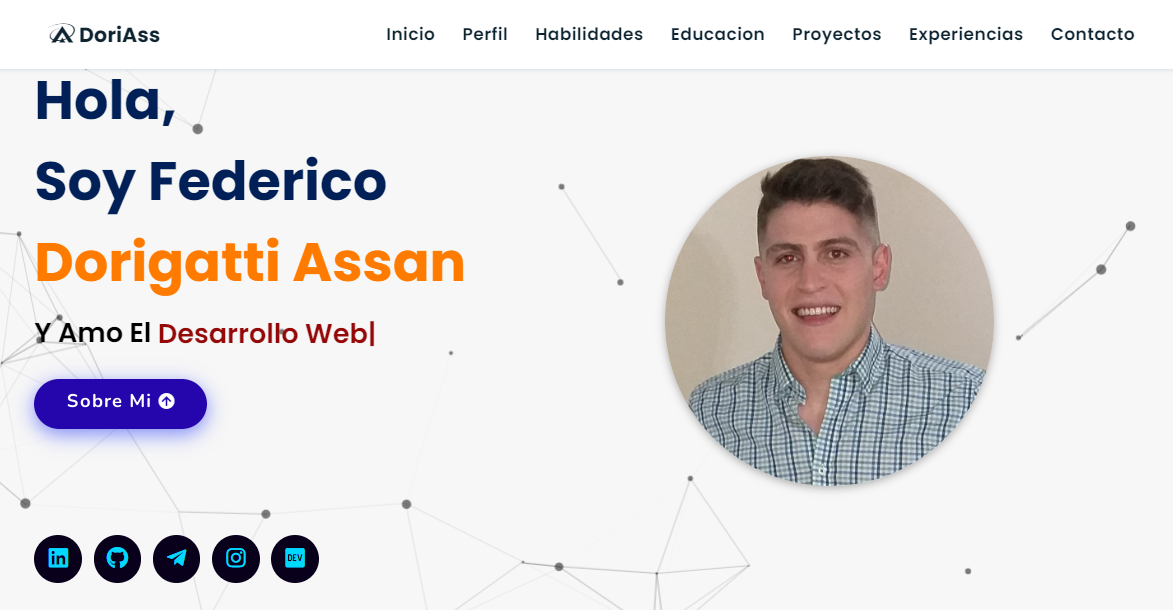 DoriAss
Inicio Perfil Habilidades Educacion Proyectos Experiencias Contacto
Hola,
Soy Federico
Dorigatti Assan
Y Amo El Desarrollo Web|
Sobre Mi
in
DEV